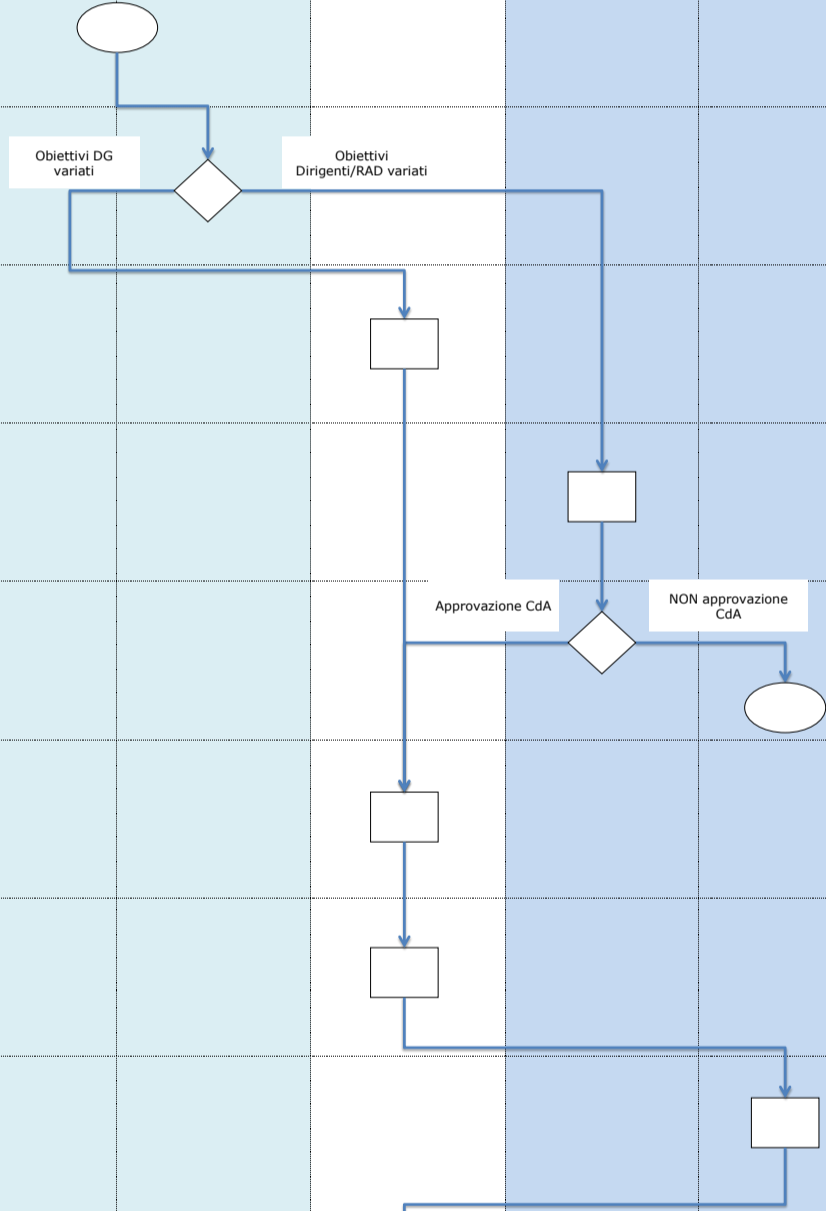 Obiettivi DG
variati
Obiettivi
Dirigenti/RAD variati
Approvazione CdA
NON approvazione
CdA